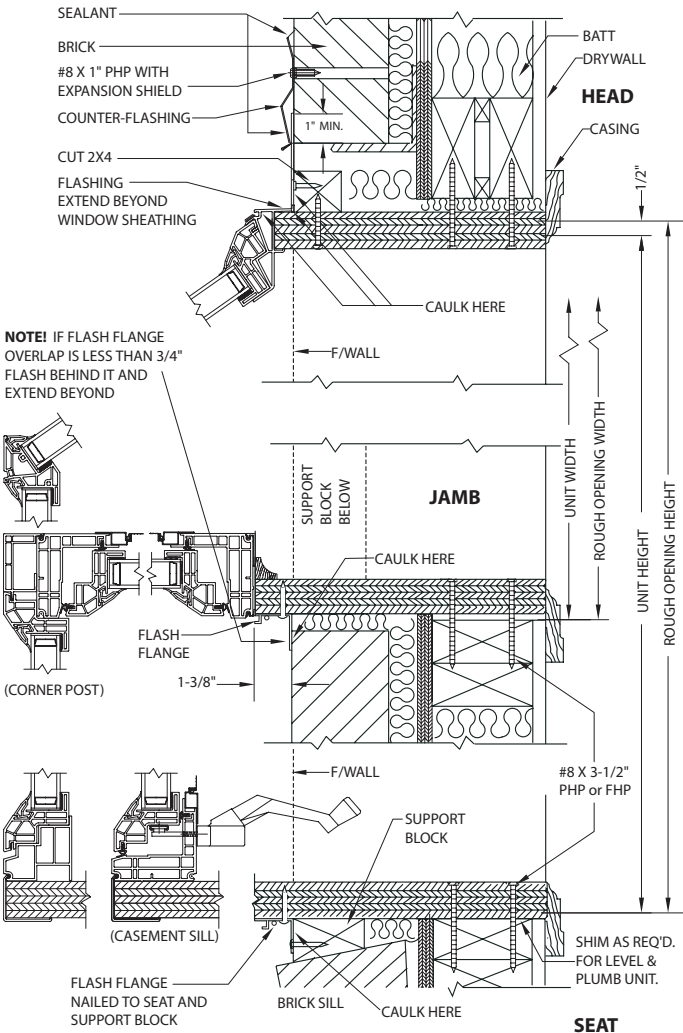 SEALANT
BRICK
#8 X 1" PHP WITH
EXPANSION SHIELD
COUNTER-FLASHING
CUT 2X4
FLASHING
EXTEND BEYOND
WINDOW SHEATHING
1" MIN.
BATT
DRYWALL
HEAD
CASING
1/2"
CAULK HERE
NOTE! IF FLASH FLANGE
OVERLAP IS LESS THAN 3/4"
FLASH BEHIND IT AND
EXTEND BEYOND
F/WALL
SUPPORT
BLOCK
BELOW
JAMB
UNIT WIDTH
ROUGH OPENING WIDTH
UNIT HEIGHT
ROUGH OPENING HEIGHT
CAULK HERE
FLASH
FLANGE
(CORNER POST)
1-3/8"
F/WALL
#8 X 3-1/2"
PHP or FHP
SUPPORT
BLOCK
(CASEMENT SILL)
SHIM AS REQ'D.
FOR LEVEL &
PLUMB UNIT.
FLASH FLANGE
NAILED TO SEAT AND
SUPPORT BLOCK
BRICK SILL
CAULK HERE
SEAT